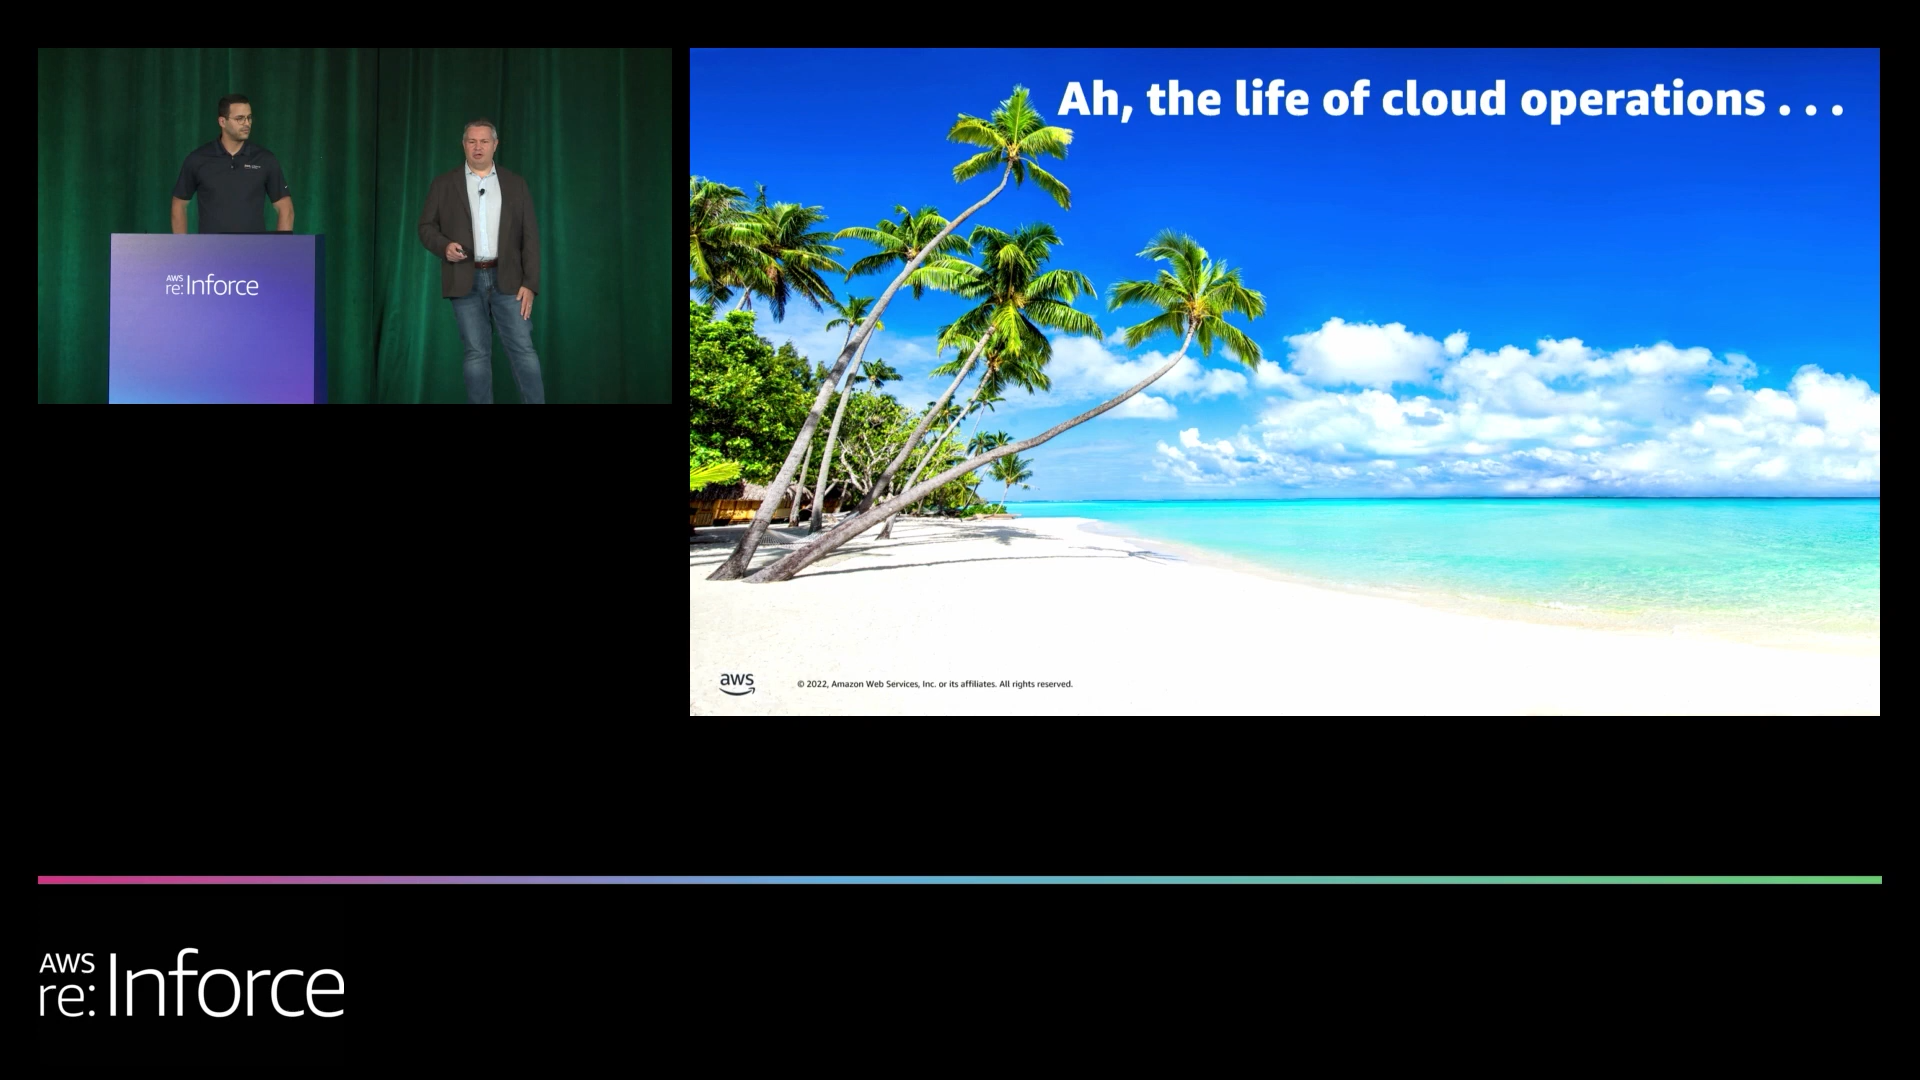 AWS
re:Inforce
Ah, the life of cloud operations . . .
aws
© 2022, Amazon Web Services, Inc. or its affiliates. All rights reserved.
AWS
re:Inforce